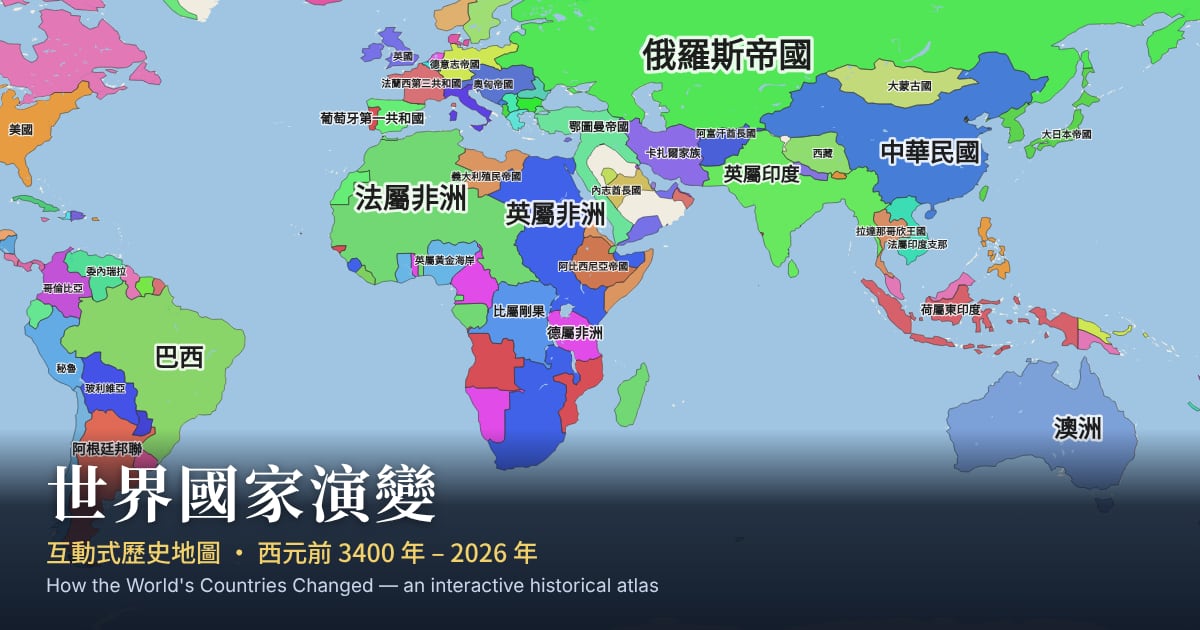 俄羅斯帝國
英國
德意志帝國
法蘭西第三共和國
奧匈帝國
大蒙古國
美國
葡萄牙第一共和國
鄂圖曼帝國
阿富汗酋長國
大日本帝國
卡扎爾家族
西藏
中華民國
義大利殖民帝國
英屬印度
法屬非洲
內志酋長國
英屬非洲
拉達那哥欣王國
法屬印度支那
英屬黃金海岸
阿比西尼亞帝國
委內瑞拉
哥倫比亞
比屬剛果
荷屬東印度
德屬非洲
巴西
秘魯
玻利維亞
澳洲
阿根廷邦聯
世界國家演變
互動式歷史地圖 · 西元前 3400 年 – 2026 年
How the World's Countries Changed — an interactive historical atlas